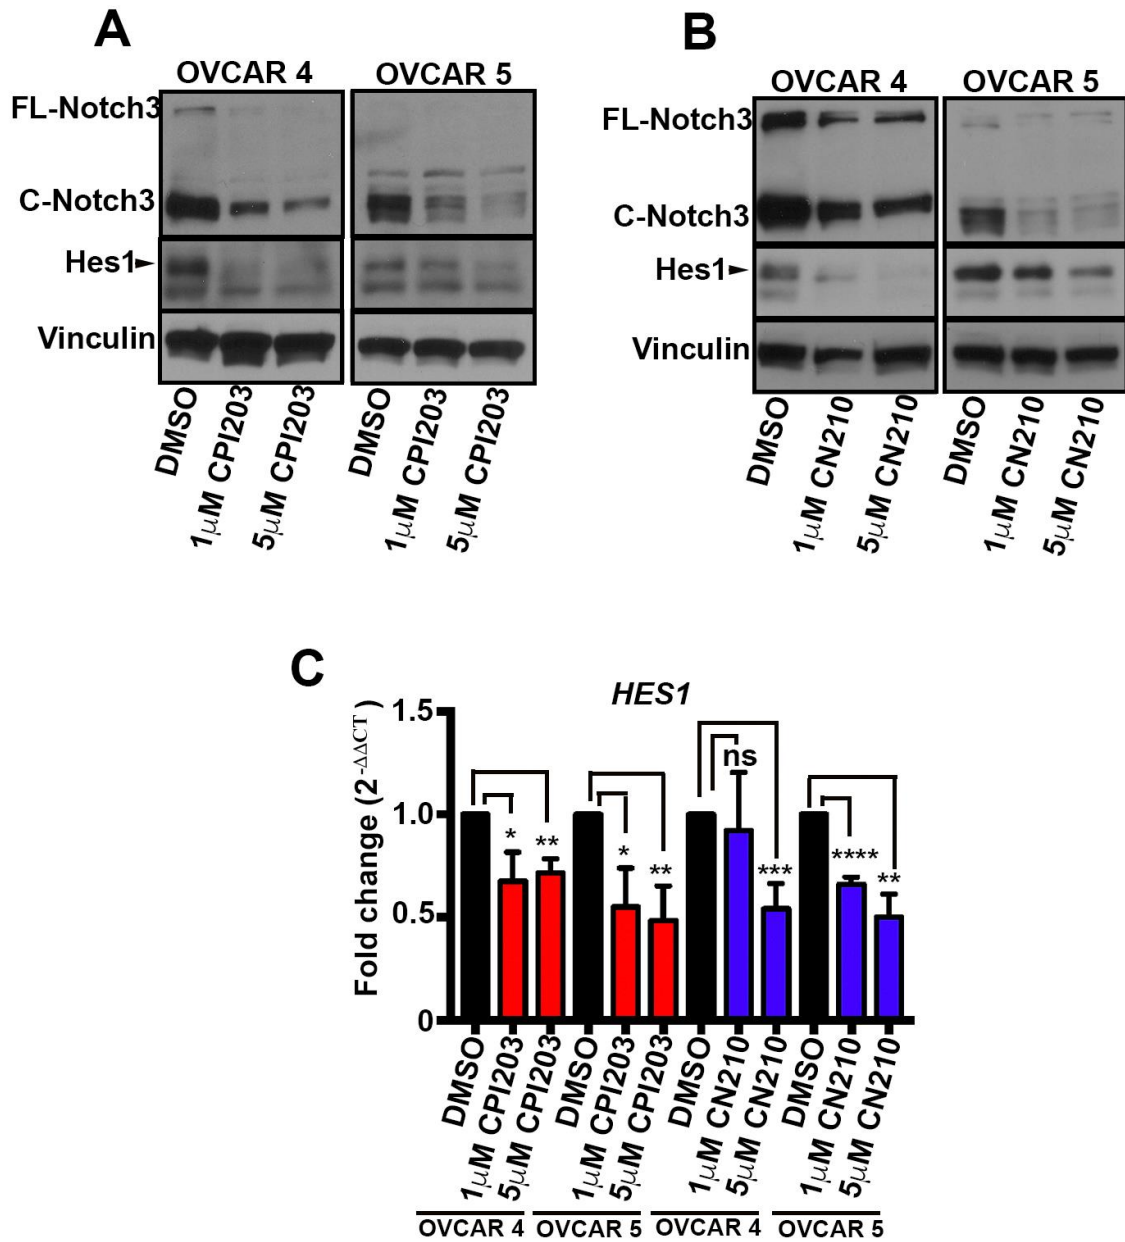 A
B
OVCAR 4
OVCAR 5
OVCAR 4
OVCAR 5
FL-Notch3
C-Notch3
Hes1
Vinculin
FL-Notch3
C-Notch3
Hes1
Vinculin
DMSO
1µM CPI203
5µM CPI203
DMSO
1µM CPI203
5µM CPI203
DMSO
1µM CN210
5µM CN210
DMSO
1µM CN210
5µM CN210
C
HES1
Fold change (2-ΔΔCT)
1.5
1.0
0.5
0
*
**
*
**
ns
***
****
**
DMSO
1µM CPI203
5µM CPI203
DMSO
1µM CPI203
5µM CPI203
DMSO
1µM CN210
5µM CN210
DMSO
1µM CN210
5µM CN210
OVCAR 4
OVCAR 5
OVCAR 4
OVCAR 5